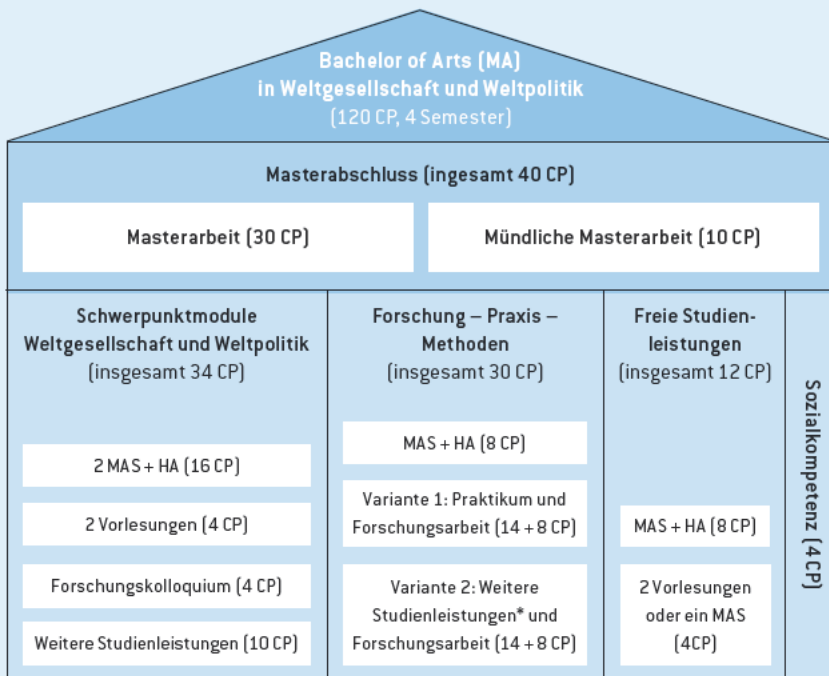 Bachelor of Arts (MA)
in Weltgesellschaft und Weltpolitik
(120 CP, 4 Semester)
Masterabschluss (ingesamt 40 CP)
Masterarbeit (30 CP)
Mündliche Masterarbeit (10 CP)
Schwerpunktmodule
Weltgesellschaft und Weltpolitik
(insgesamt 34 CP)
2 MAS + HA (16 CP)
2 Vorlesungen (4 CP)
Forschungskolloquium (4 CP)
Weitere Studienleistungen (10 CP)
Forschung – Praxis –
Methoden
(insgesamt 30 CP)
MAS + HA (8 CP)
Variante 1: Praktikum und
Forschungsarbeit (14 + 8 CP)
Variante 2: Weitere
Studienleistungen* und
Forschungsarbeit (14 + 8 CP)
Freie Studien-
leistungen
(insgesamt 12 CP)
MAS + HA (8 CP)
2 Vorlesungen
oder ein MAS
(4CP)
Sozialkompetenz (4 CP)